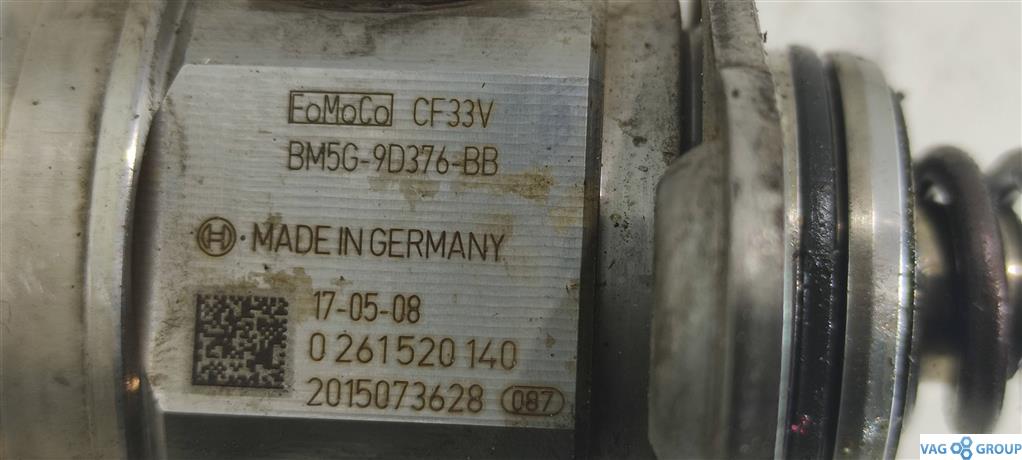 FoMoCo CF33V
BM5G-9D376-BB
MADE IN GERMANY
17-05-08
0 261 520 140
2015073628 087
VAG GROUP